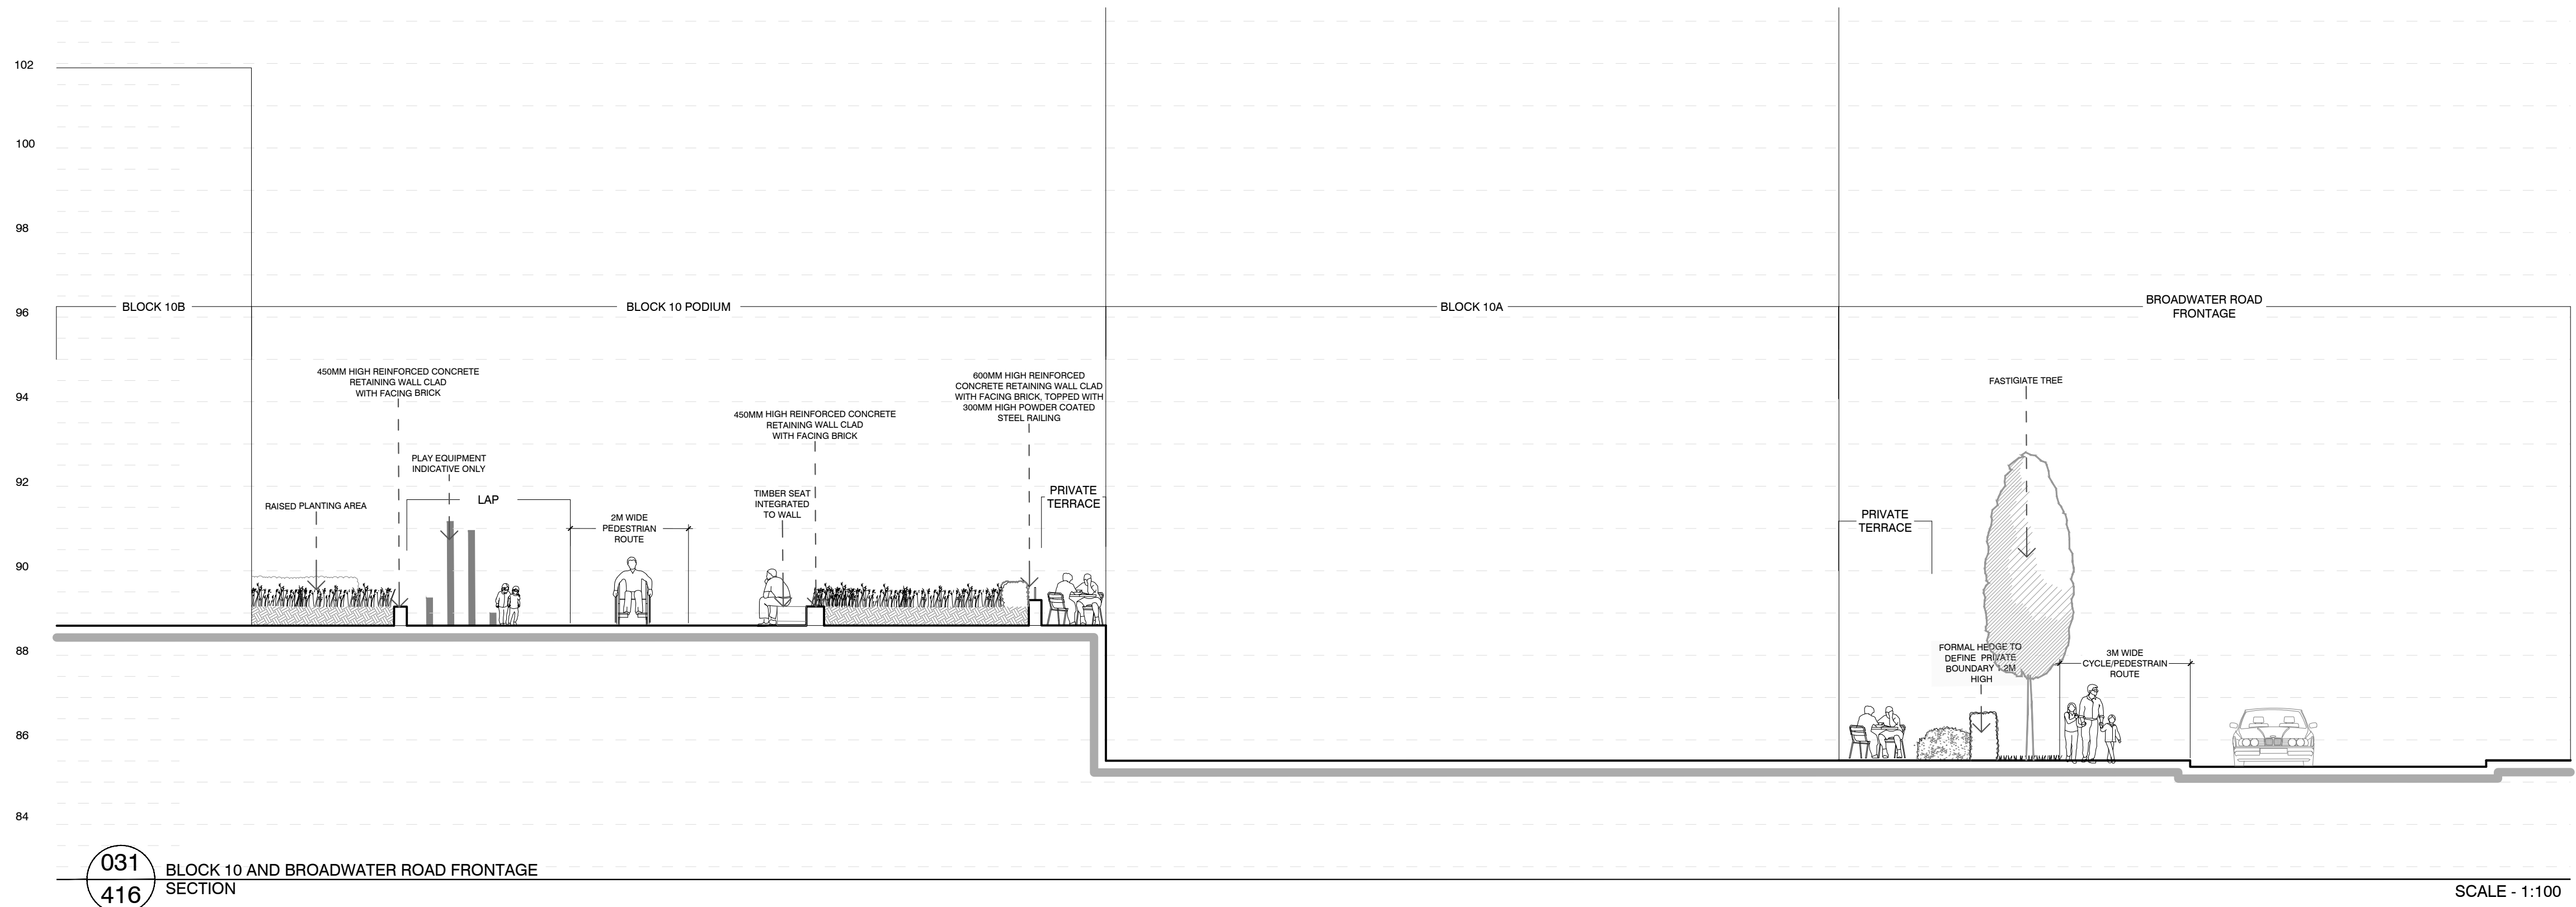 102
100
98
96
94
92
90
88
86
84
BLOCK 10B
BLOCK 10 PODIUM
BLOCK 10A
BROADWATER ROAD
FRONTAGE
450MM HIGH REINFORCED CONCRETE
RETAINING WALL CLAD
WITH FACING BRICK
PLAY EQUIPMENT
INDICATIVE ONLY
RAISED PLANTING AREA
LAP
2M WIDE
PEDESTRIAN
ROUTE
450MM HIGH REINFORCED CONCRETE
RETAINING WALL CLAD
WITH FACING BRICK
TIMBER SEAT
INTEGRATED
TO WALL
600MM HIGH REINFORCED
CONCRETE RETAINING WALL CLAD
WITH FACING BRICK, TOPPED WITH
300MM HIGH POWDER COATED
STEEL RAILING
PRIVATE
TERRACE
PRIVATE
TERRACE
FASTIGIATE TREE
FORMAL HEDGE TO
DEFINE PRIVATE
BOUNDARY
HIGH
3M WIDE
CYCLE/PEDESTRAIN
ROUTE
031
416
BLOCK 10 AND BROADWATER ROAD FRONTAGE
SECTION
SCALE - 1:100